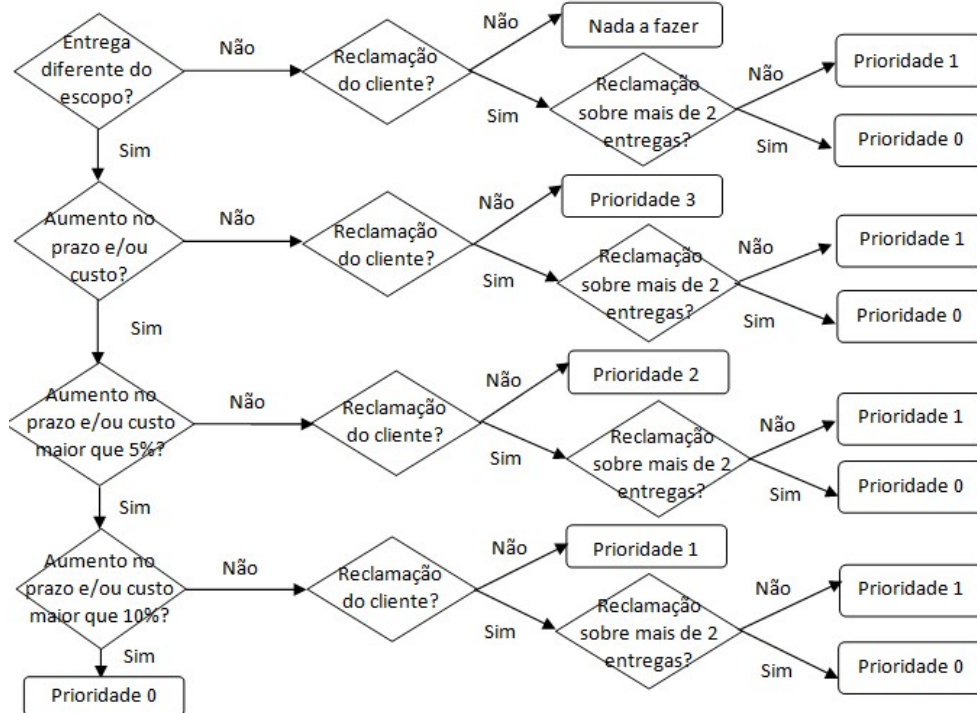 Entrega
diferente do
escopo?
Não
Reclamação
do cliente?
Não
Nada a fazer
Sim
Reclamação
sobre mais de 2
entregas?
Não
Prioridade 1
Sim
Prioridade 0
Sim
Aumento no
prazo e/ou
custo?
Não
Reclamação
do cliente?
Não
Prioridade 3
Sim
Reclamação
sobre mais de 2
entregas?
Não
Prioridade 1
Sim
Prioridade 0
Sim
Aumento no
prazo e/ou custo
maior que 5%?
Não
Reclamação
do cliente?
Não
Prioridade 2
Sim
Reclamação
sobre mais de 2
entregas?
Não
Prioridade 1
Sim
Prioridade 0
Sim
Aumento no
prazo e/ou custo
maior que 10%?
Não
Reclamação
do cliente?
Não
Prioridade 1
Sim
Reclamação
sobre mais de 2
entregas?
Não
Prioridade 1
Sim
Prioridade 0
Sim
Prioridade 0